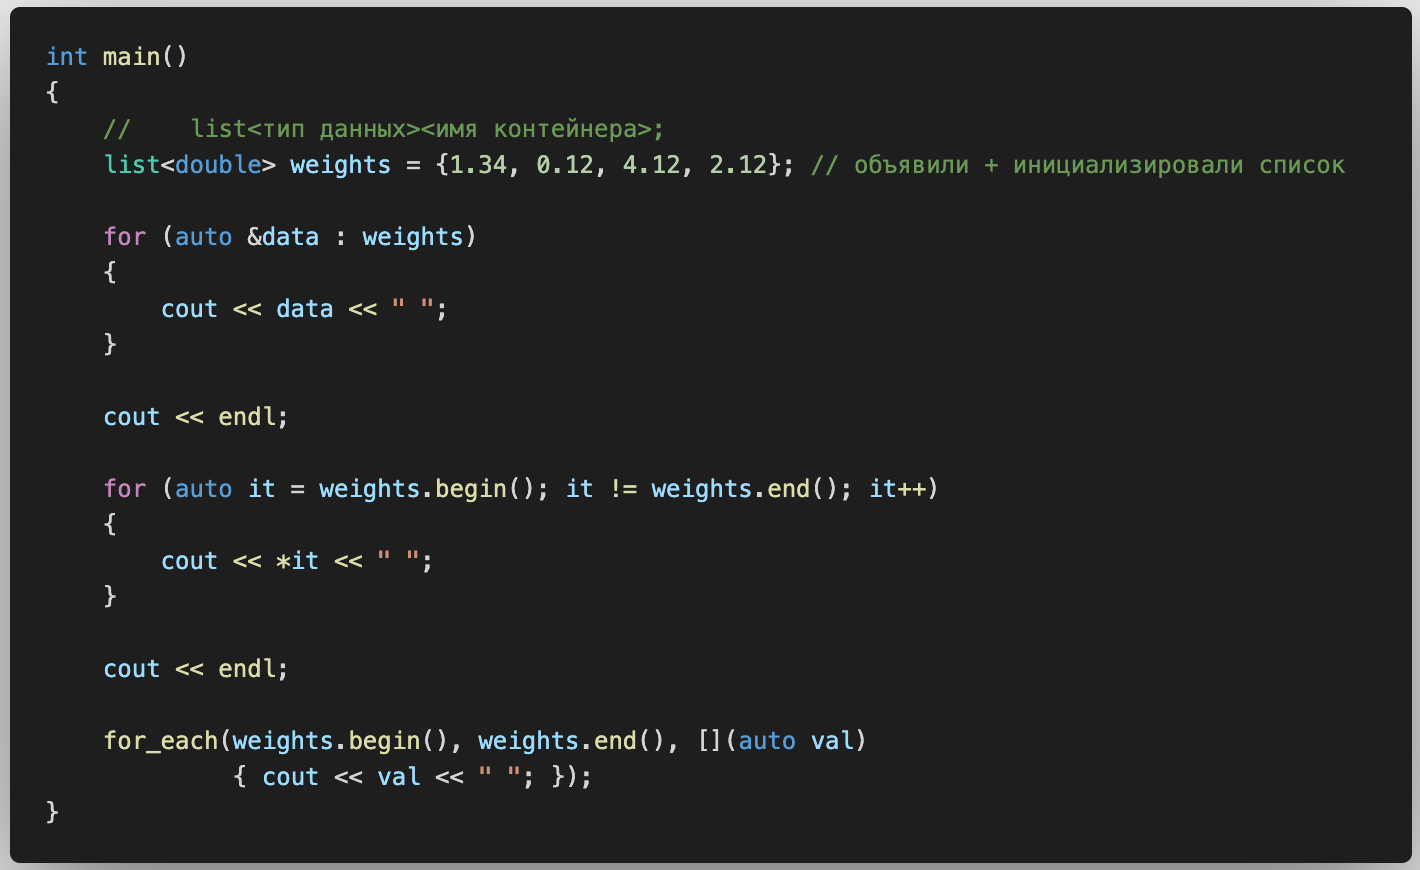 int main()
{
    //    list<тип данных><имя контейнера>;
    list<double> weights = {1.34, 0.12, 4.12, 2.12}; // объявили + инициализировали список

    for (auto &data : weights)
    {
        cout << data << " ";
    }

    cout << endl;

    for (auto it = weights.begin(); it != weights.end(); it++)
    {
        cout << *it << " ";
    }

    cout << endl;

    for_each(weights.begin(), weights.end(), [](auto val)
             { cout << val << " "; });
}